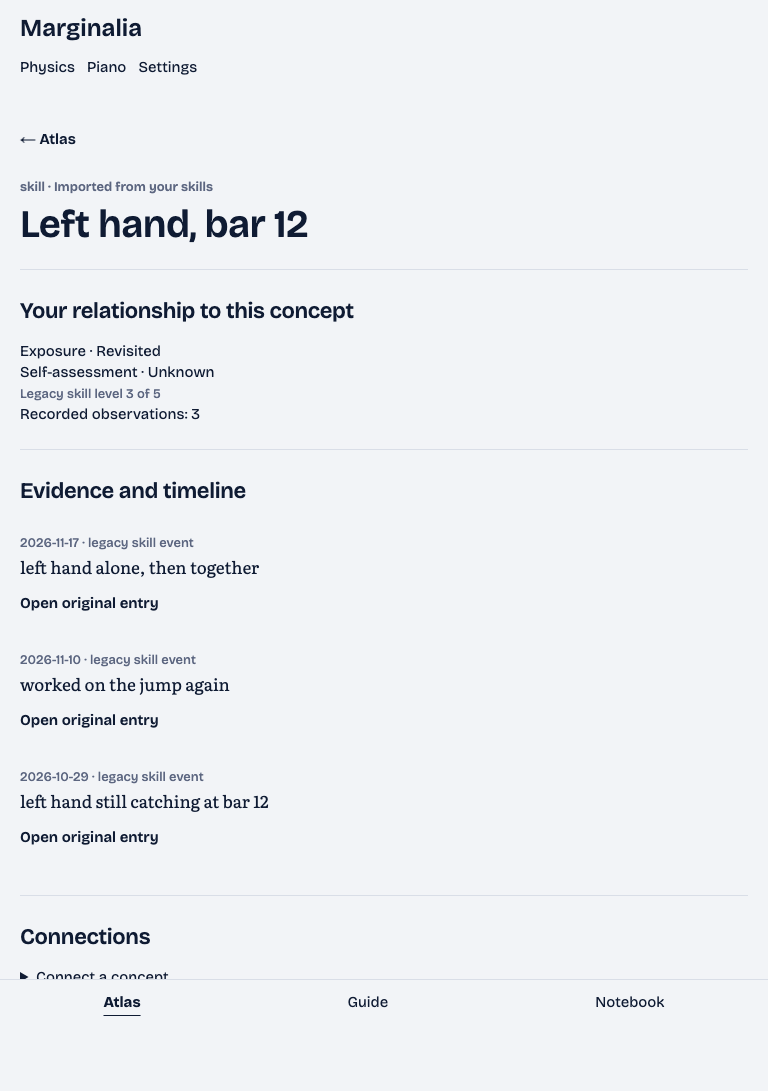 Marginalia
Physics Piano Settings
← Atlas
skill · Imported from your skills
Left hand, bar 12
Your relationship to this concept
Exposure · Revisited
Self-assessment · Unknown
Legacy skill level 3 of 5
Recorded observations: 3
Evidence and timeline
2026-11-17 · legacy skill event
left hand alone, then together
Open original entry
2026-11-10 · legacy skill event
worked on the jump again
Open original entry
2026-10-29 · legacy skill event
left hand still catching at bar 12
Open original entry
Connections
▶ Connect a concept
Atlas Guide Notebook